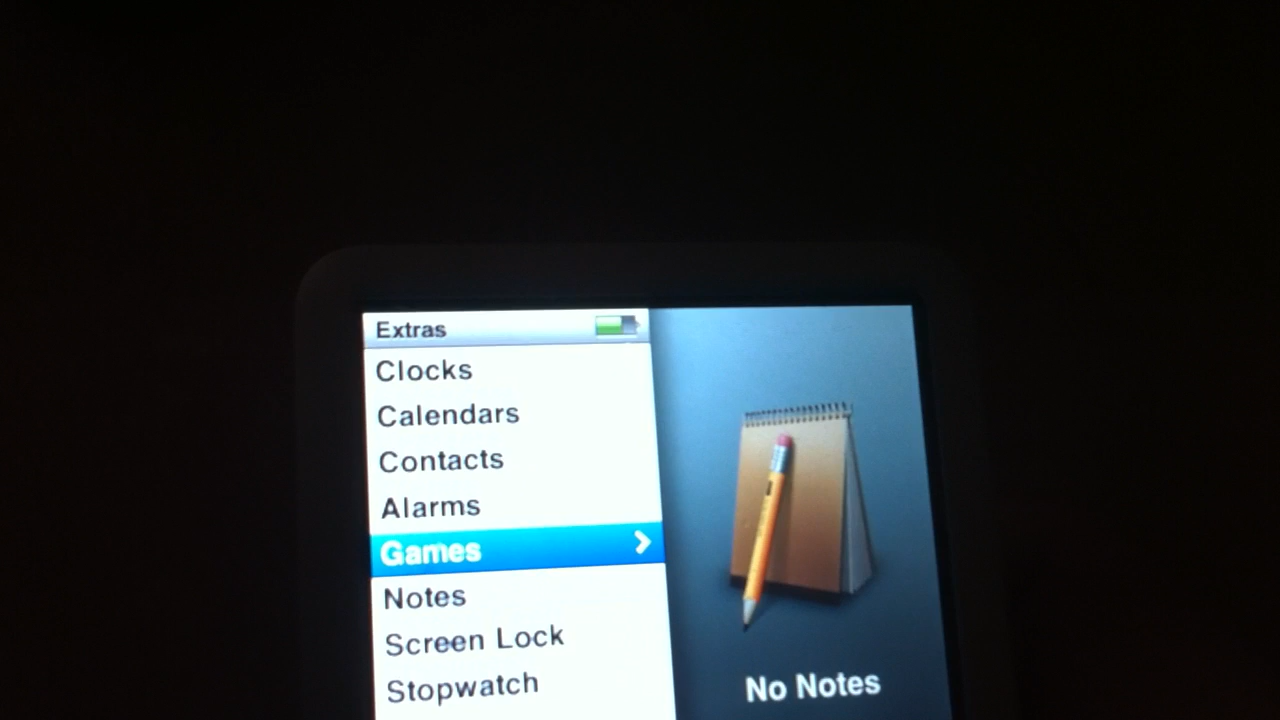 Extras
Clocks
Calendars
Contacts
Alarms
Games
Notes
Screen Lock
Stopwatch
No Notes